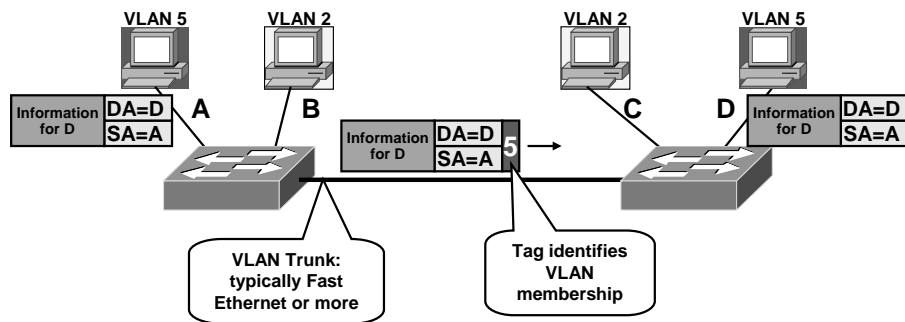 VLAN 5
VLAN 2
VLAN 2
VLAN 5
A
B
C
D
Information
for D
DA=D
SA=A
Information
for D
DA=D
SA=A
5
Information
for D
DA=D
SA=A
VLAN Trunk:
typically Fast
Ethernet or more
Tag identifies
VLAN
membership